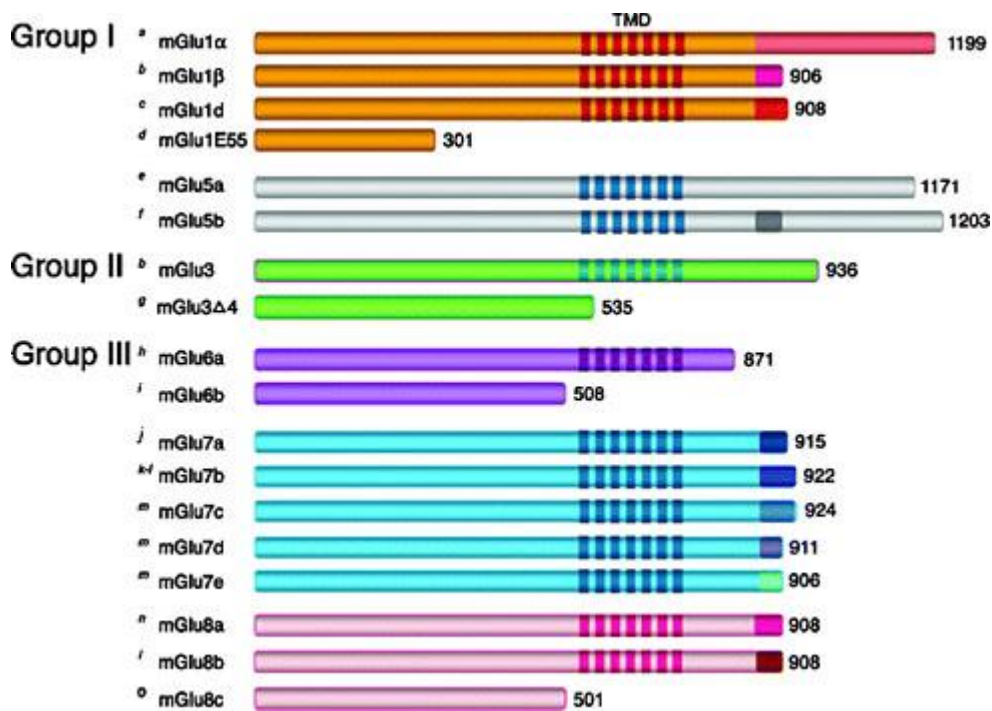 TMD
Group I a mGlu1α 1199
b mGlu1β 906
c mGlu1d 908
d mGlu1E55 301
e mGlu5a 1171
f mGlu5b 1203
Group II b mGlu3 936
g mGlu3Δ4 535
Group III h mGlu6a 871
i mGlu6b 508
j mGlu7a 915
k-l mGlu7b 922
m mGlu7c 924
m mGlu7d 911
m mGlu7e 906
n mGlu8a 908
l mGlu8b 908
o mGlu8c 501